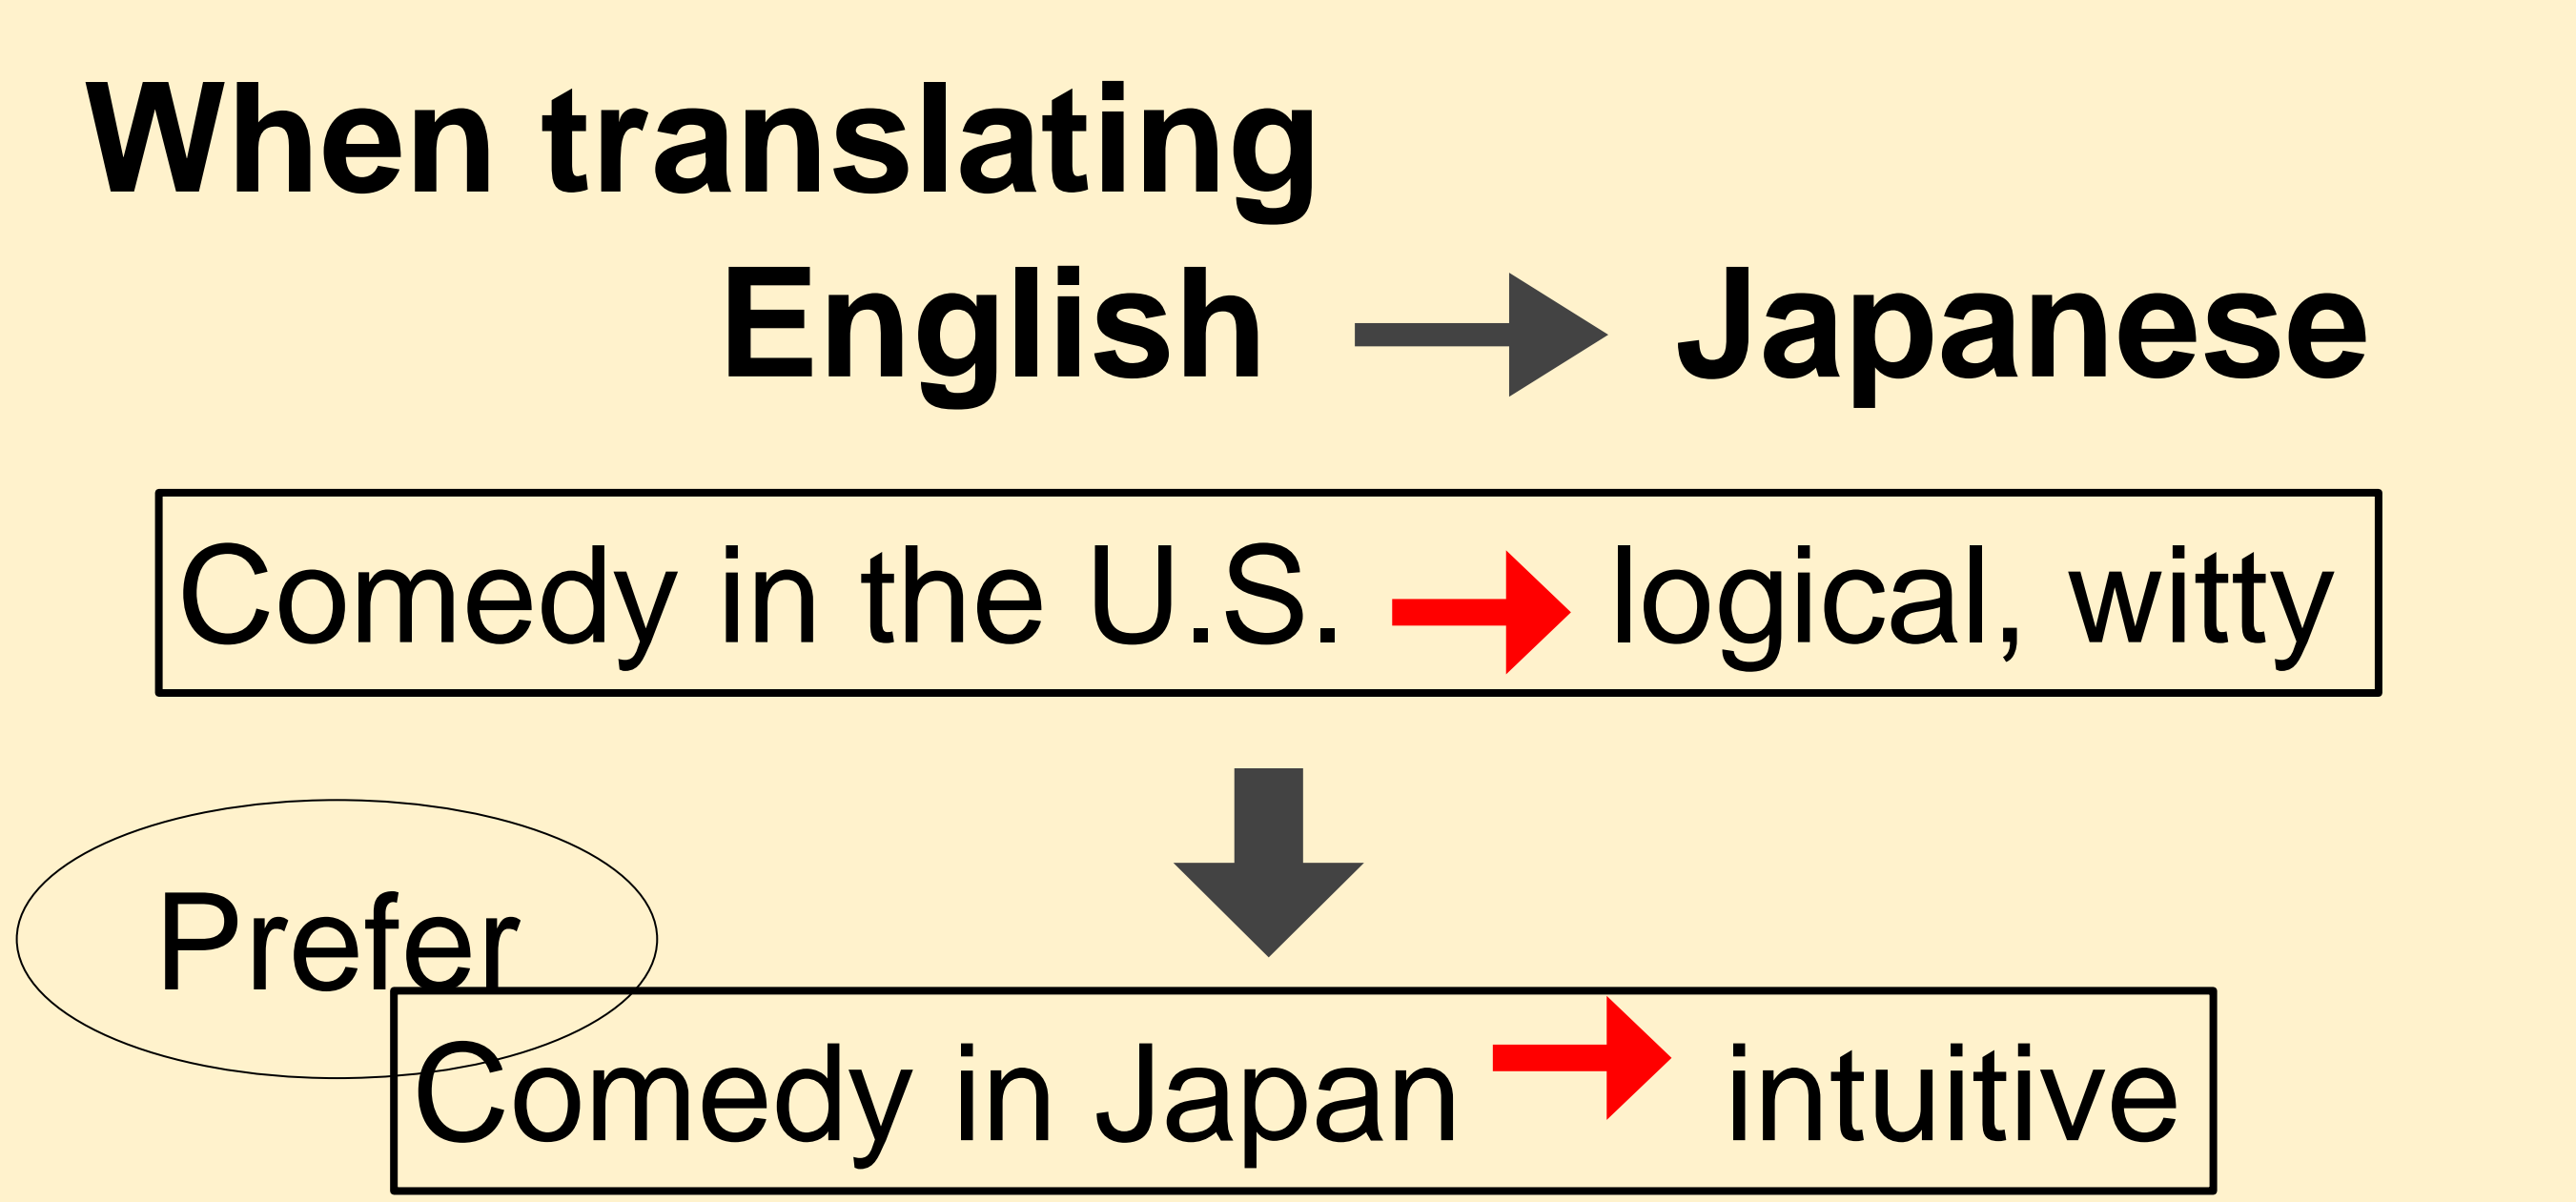 When translating
English Japanese
Comedy in the U.S. logical, witty
Prefer
Comedy in Japan intuitive